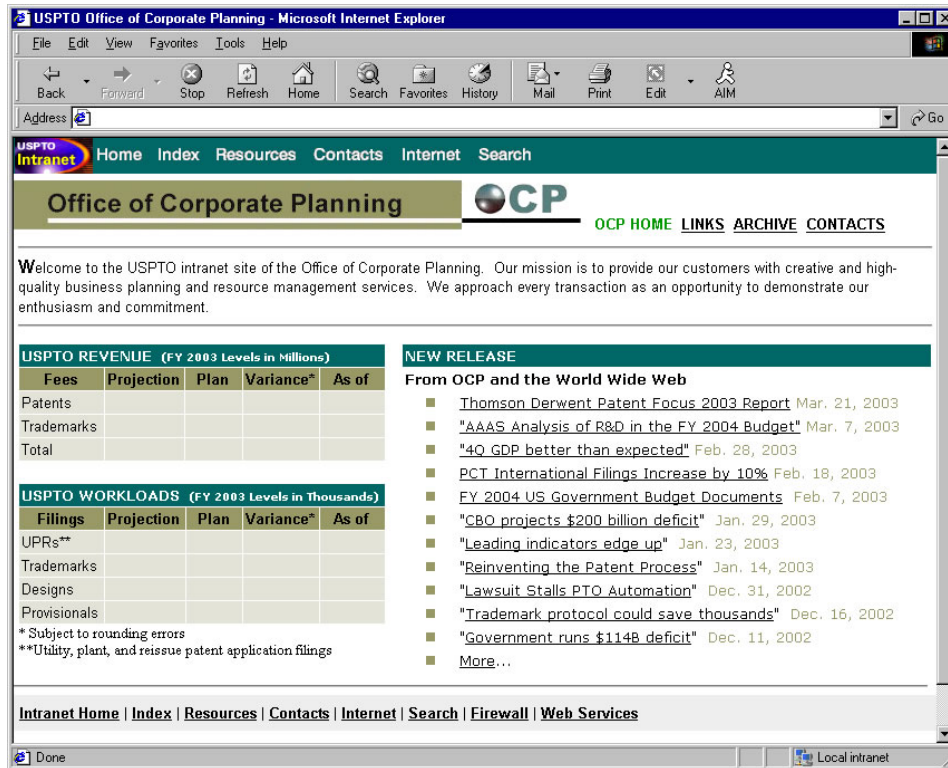 USPTO Office of Corporate Planning - Microsoft Internet Explorer
File Edit View Favorites Tools Help
Back Forward Stop Refresh Home Search Favorites History Mail Print Edit AIM
Address Go
USPTO
Intranet Home Index Resources Contacts Internet Search
Office of Corporate Planning OCP
OCP HOME LINKS ARCHIVE CONTACTS
Welcome to the USPTO intranet site of the Office of Corporate Planning. Our mission is to provide our customers with creative and high-
quality business planning and resource management services. We approach every transaction as an opportunity to demonstrate our
enthusiasm and commitment.
USPTO REVENUE (FY 2003 Levels in Millions)
Fees Projection Plan Variance* As of
Patents
Trademarks
Total
USPTO WORKLOADS (FY 2003 Levels in Thousands)
Filings Projection Plan Variance* As of
UPRs**
Trademarks
Designs
Provisionals
* Subject to rounding errors
**Utility, plant, and reissue patent application filings
NEW RELEASE
From OCP and the World Wide Web
Thomson Derwent Patent Focus 2003 Report Mar. 21, 2003
"AAAS Analysis of R&D in the FY 2004 Budget" Mar. 7, 2003
"4Q GDP better than expected" Feb. 28, 2003
PCT International Filings Increase by 10% Feb. 18, 2003
FY 2004 US Government Budget Documents Feb. 7, 2003
"CBO projects $200 billion deficit" Jan. 29, 2003
"Leading indicators edge up" Jan. 23, 2003
"Reinventing the Patent Process" Jan. 14, 2003
"Lawsuit Stalls PTO Automation" Dec. 31, 2002
"Trademark protocol could save thousands" Dec. 16, 2002
"Government runs $114B deficit" Dec. 11, 2002
More...
Intranet Home | Index | Resources | Contacts | Internet | Search | Firewall | Web Services
Done Local intranet